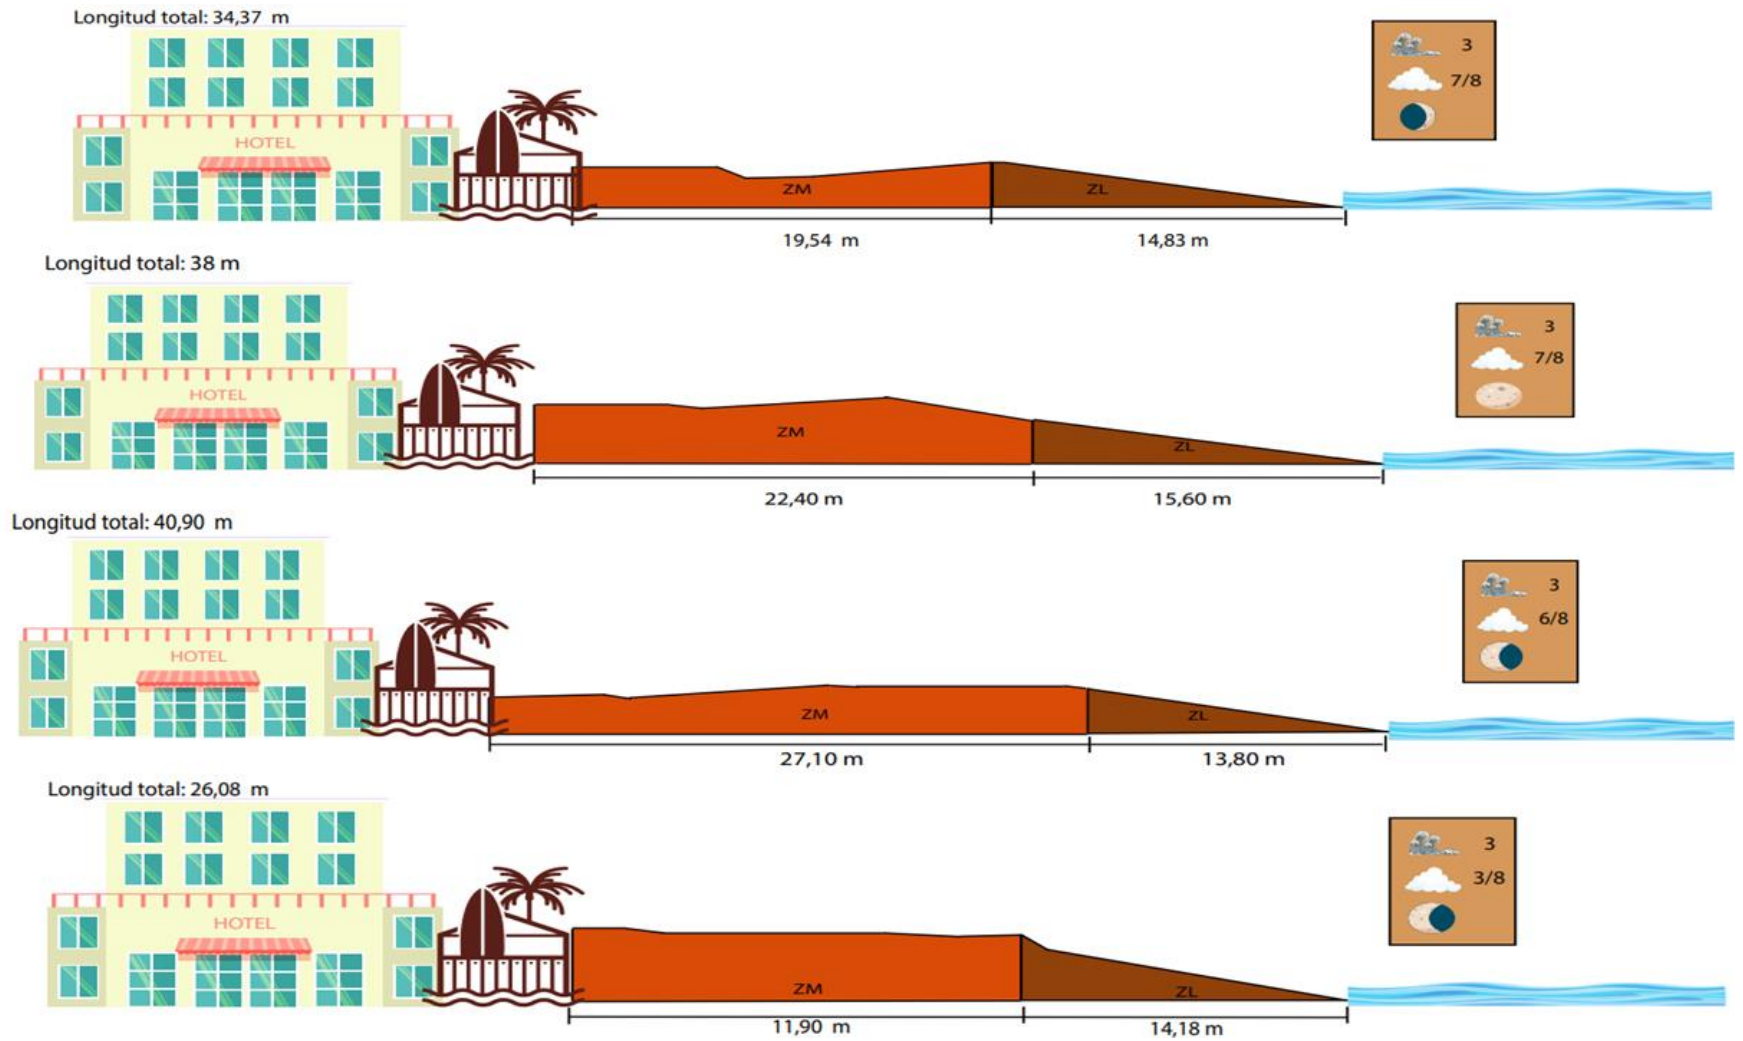 Longitud total: 34,37 m
3
7/8
HOTEL
ZM
ZL
19,54 m
14,83 m
Longitud total: 38 m
3
7/8
HOTEL
ZM
ZL
22,40 m
15,60 m
Longitud total: 40,90 m
3
6/8
HOTEL
ZM
ZL
27,10 m
13,80 m
Longitud total: 26,08 m
3
3/8
HOTEL
ZM
ZL
11,90 m
14,18 m